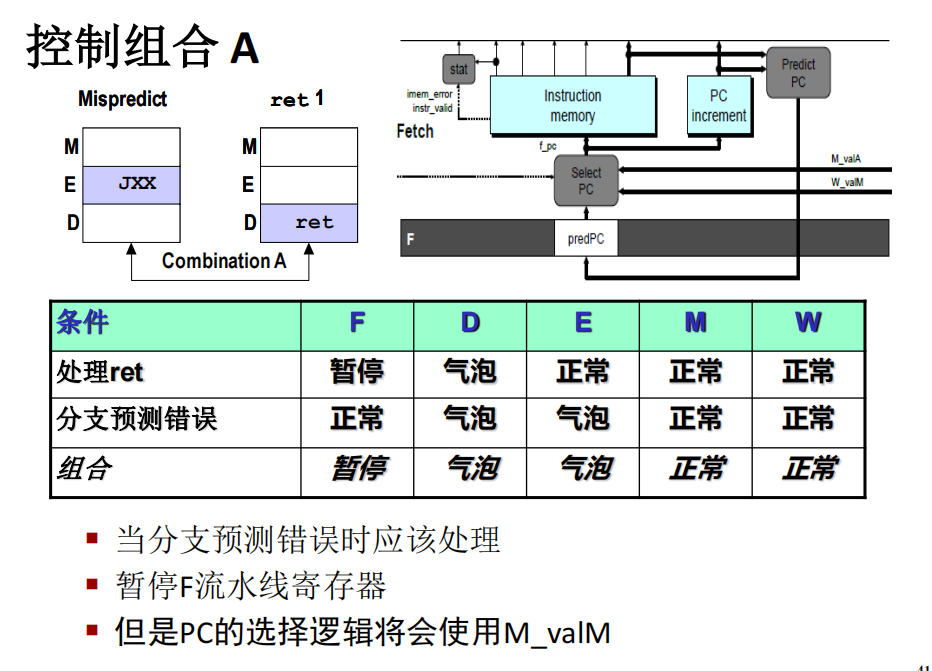 控制组合 A
Mispredict
ret 1
M
E
JXX
D
M
E
D
ret
Combination A
stat
imem_error
instr_valid
Instruction
memory
PC
increment
Predict
PC
Fetch
f_pc
Select
PC
M_valA
W_valM
F
predPC
条件 F D E M W
处理ret 暂停 气泡 正常 正常 正常
分支预测错误 正常 气泡 气泡 正常 正常
组合 暂停 气泡 气泡 正常 正常
当分支预测错误时应该处理
暂停F流水线寄存器
但是PC的选择逻辑将会使用M_valM